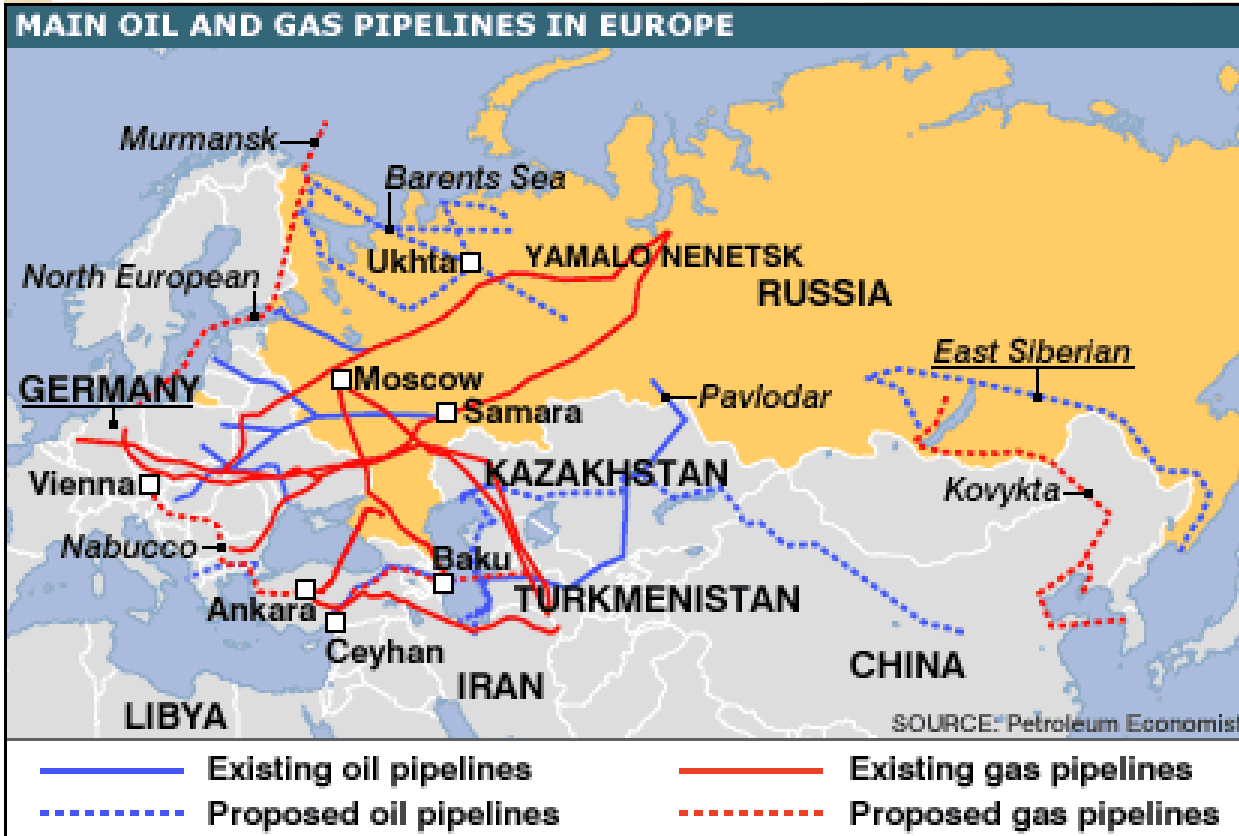 MAIN OIL AND GAS PIPELINES IN EUROPE
Murmansk
Barents Sea
Ukhta
YAMALO NENETSK
North European
RUSSIA
East Siberian
GERMANY
Moscow
Pavlodar
Samara
Vienna
KAZAKHSTAN
Kovykta
Nabucco
Baku
Ankara
TURKMENISTAN
Ceyhan
CHINA
IRAN
LIBYA
SOURCE: Petroleum Economist
Existing oil pipelines
Existing gas pipelines
Proposed oil pipelines
Proposed gas pipelines